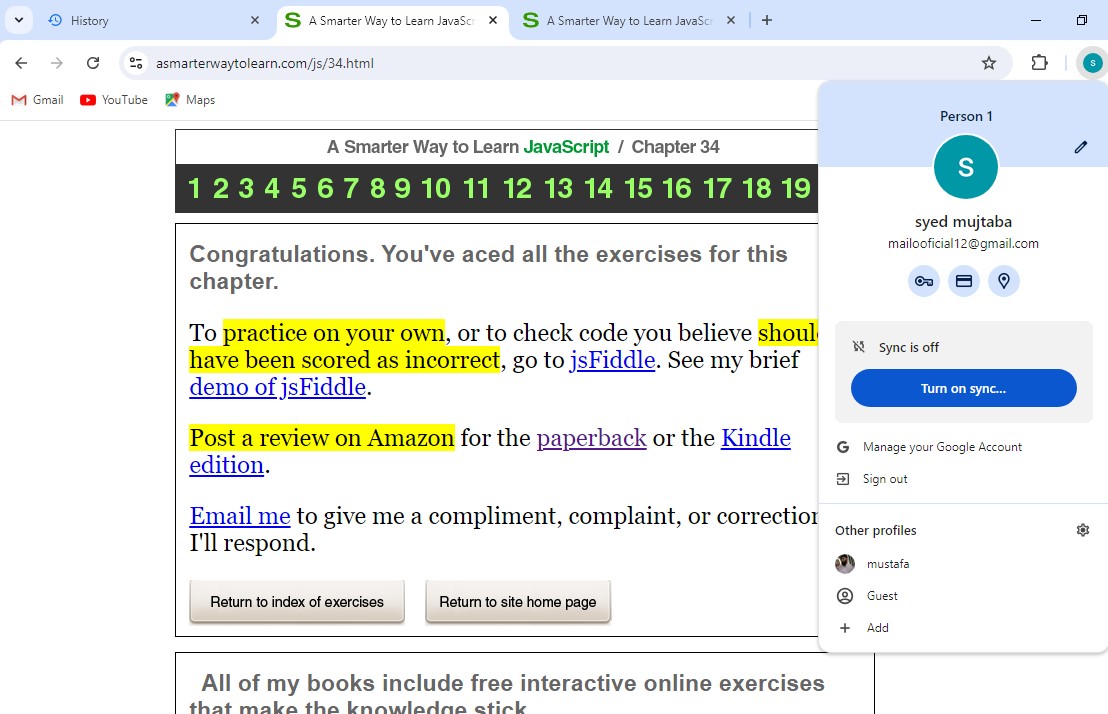 History
A Smarter Way to Learn JavaSc
A Smarter Way to Learn JavaSc
asmarterwaytolearn.com/js/34.html
S
Gmail
YouTube
Maps
A Smarter Way to Learn JavaScript / Chapter 34
1 2 3 4 5 6 7 8 9 10 11 12 13 14 15 16 17 18 19
Congratulations. You've aced all the exercises for this
chapter.
To practice on your own, or to check code you believe shoul
have been scored as incorrect, go to jsFiddle. See my brief
demo of jsFiddle.
Post a review on Amazon for the paperback or the Kindle
edition.
Email me to give me a compliment, complaint, or correction
I'll respond.
Return to index of exercises
Return to site home page
All of my books include free interactive online exercises
that make the knowledge stick
Person 1
S
syed mujtaba
mailooficial12@gmail.com
Sync is off
Turn on sync...
Manage your Google Account
Sign out
Other profiles
mustafa
Guest
Add